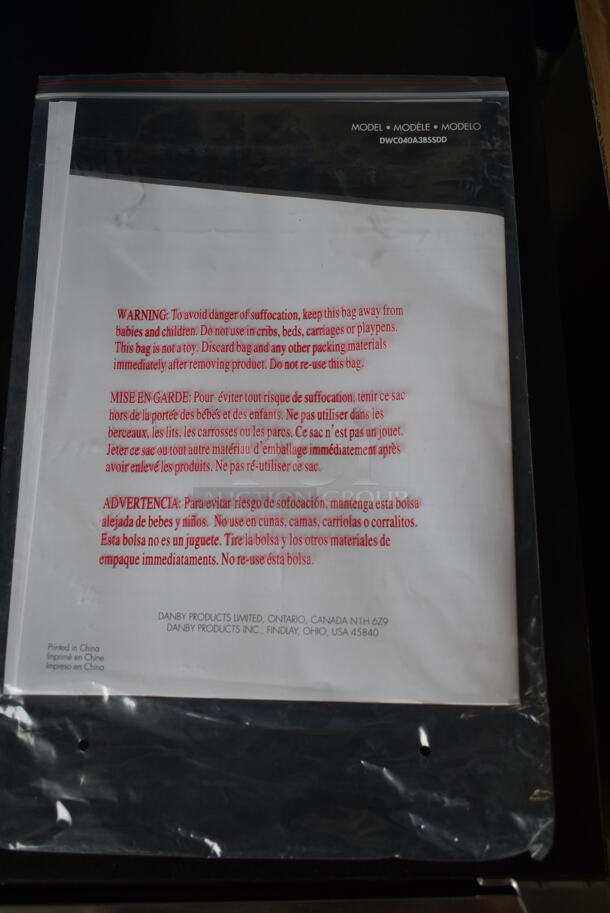 MODEL • MODÈLE • MODELO
DWC040A3BSSDD
WARNING: To avoid danger of suffocation, keep this bag away from
babies and children. Do not use in cribs, beds, carriages or playpens.
This bag is not a toy. Discard bag and any other packing materials
immediately after removing product. Do not re-use this bag.
MISE EN GARDE: Pour éviter tout risque de suffocation, tenir ce sac
hors de la portée des bébés et des enfants. Ne pas utiliser dans les
berceaux, les lits, les carrosses ou les parcs. Ce sac n'est pas un jouet.
Jeter ce sac ou tout autre matériau d'emballage immédiatement après
avoir enlevé les produits. Ne pas ré-utiliser ce sac.
AUCTION GROUP
ADVERTENCIA: Para evitar riesgo de sofocación, mantenga esta bolsa
alejada de bebes y niños. No use en cunas, camas, carriolas o corralitos.
Esta bolsa no es un juguete. Tire la bolsa y los otros materiales de
empaque immediataments. No re-use ésta bolsa.
DANBY PRODUCTS LIMITED, ONTARIO, CANADA N1H 6Z9
DANBY PRODUCTS INC., FINDLAY, OHIO, USA 45840
Printed in China
Imprimé en Chine
Impreso en China